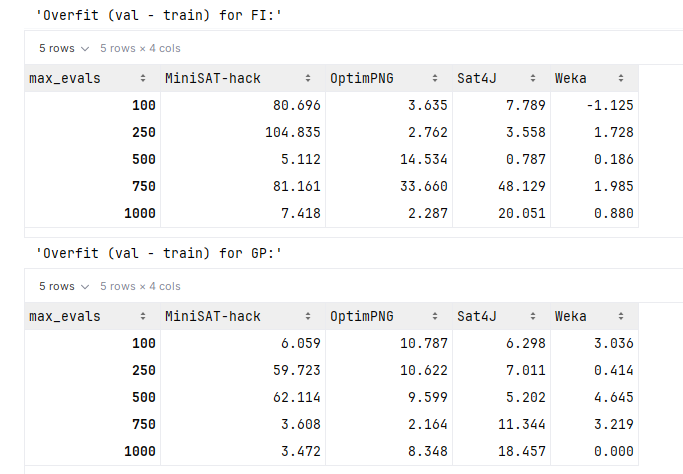 'Overfit (val - train) for FI:'
5 rows 5 rows × 4 cols
max_evals MiniSAT-hack OptimPNG Sat4J Weka
100 80.696 3.635 7.789 -1.125
250 104.835 2.762 3.558 1.728
500 5.112 14.534 0.787 0.186
750 81.161 33.660 48.129 1.985
1000 7.418 2.287 20.051 0.880
'Overfit (val - train) for GP:'
5 rows 5 rows × 4 cols
max_evals MiniSAT-hack OptimPNG Sat4J Weka
100 6.059 10.787 6.298 3.036
250 59.723 10.622 7.011 0.414
500 62.114 9.599 5.202 4.645
750 3.608 2.164 11.344 3.219
1000 3.472 8.348 18.457 0.000